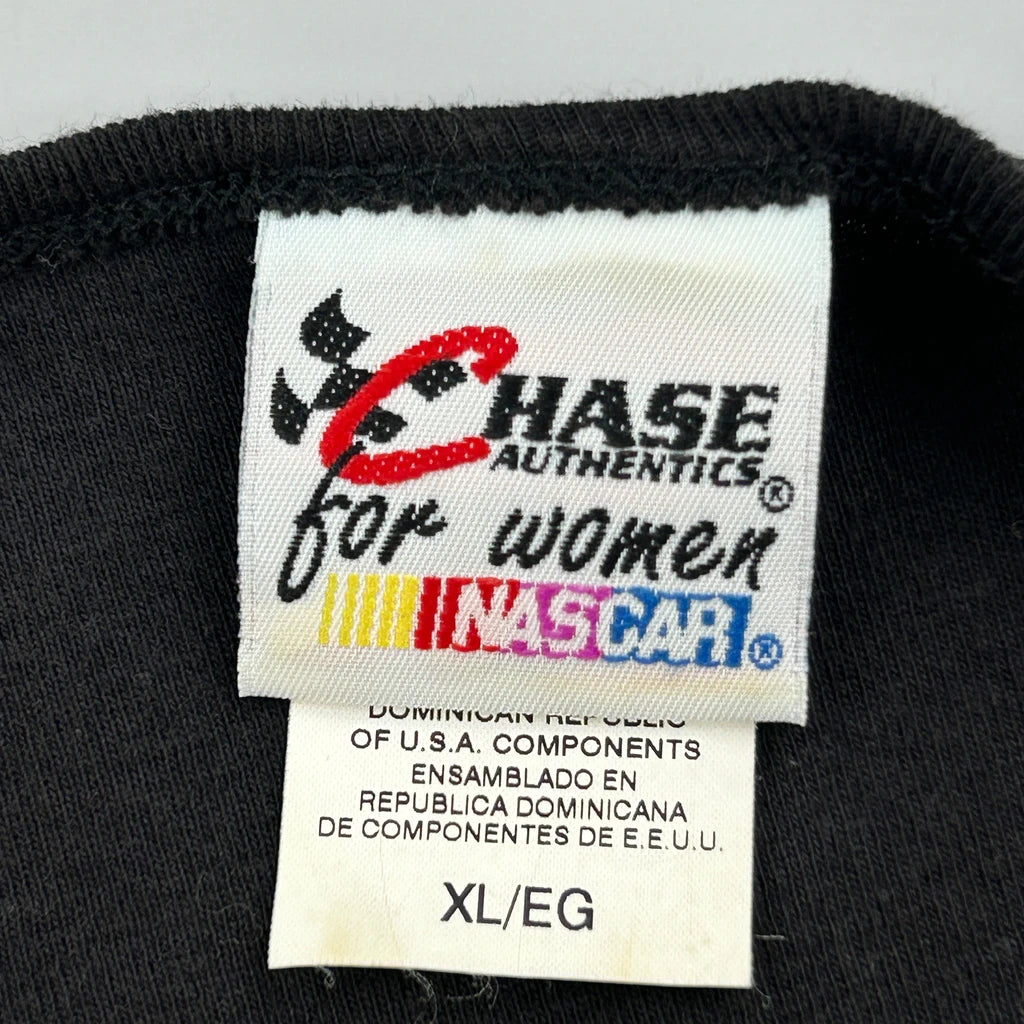 CHASE
AUTHENTICS®
for women
NASCAR®
DOMINICAN REPUBLIC
OF U.S.A. COMPONENTS
ENSAMBLADO EN
REPUBLICA DOMINICANA
DE COMPONENTES DE E.E.U.U.
XL/EG